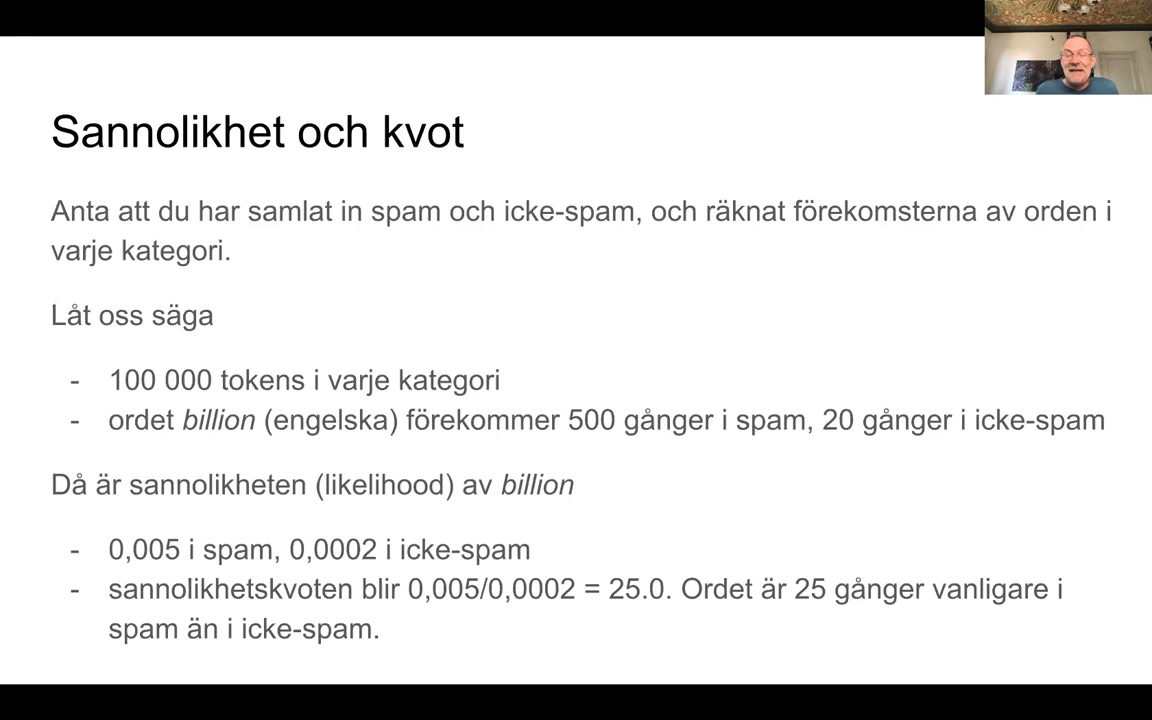 Sannolikhet och kvot
Anta att du har samlat in spam och icke-spam, och räknat förekomsterna av orden i
varje kategori.
Låt oss säga
- 100 000 tokens i varje kategori
- ordet billion (engelska) förekommer 500 gånger i spam, 20 gånger i icke-spam
Då är sannolikheten (likelihood) av billion
- 0,005 i spam, 0,0002 i icke-spam
- sannolikhetskvoten blir 0,005/0,0002 = 25.0. Ordet är 25 gånger vanligare i
spam än i icke-spam.